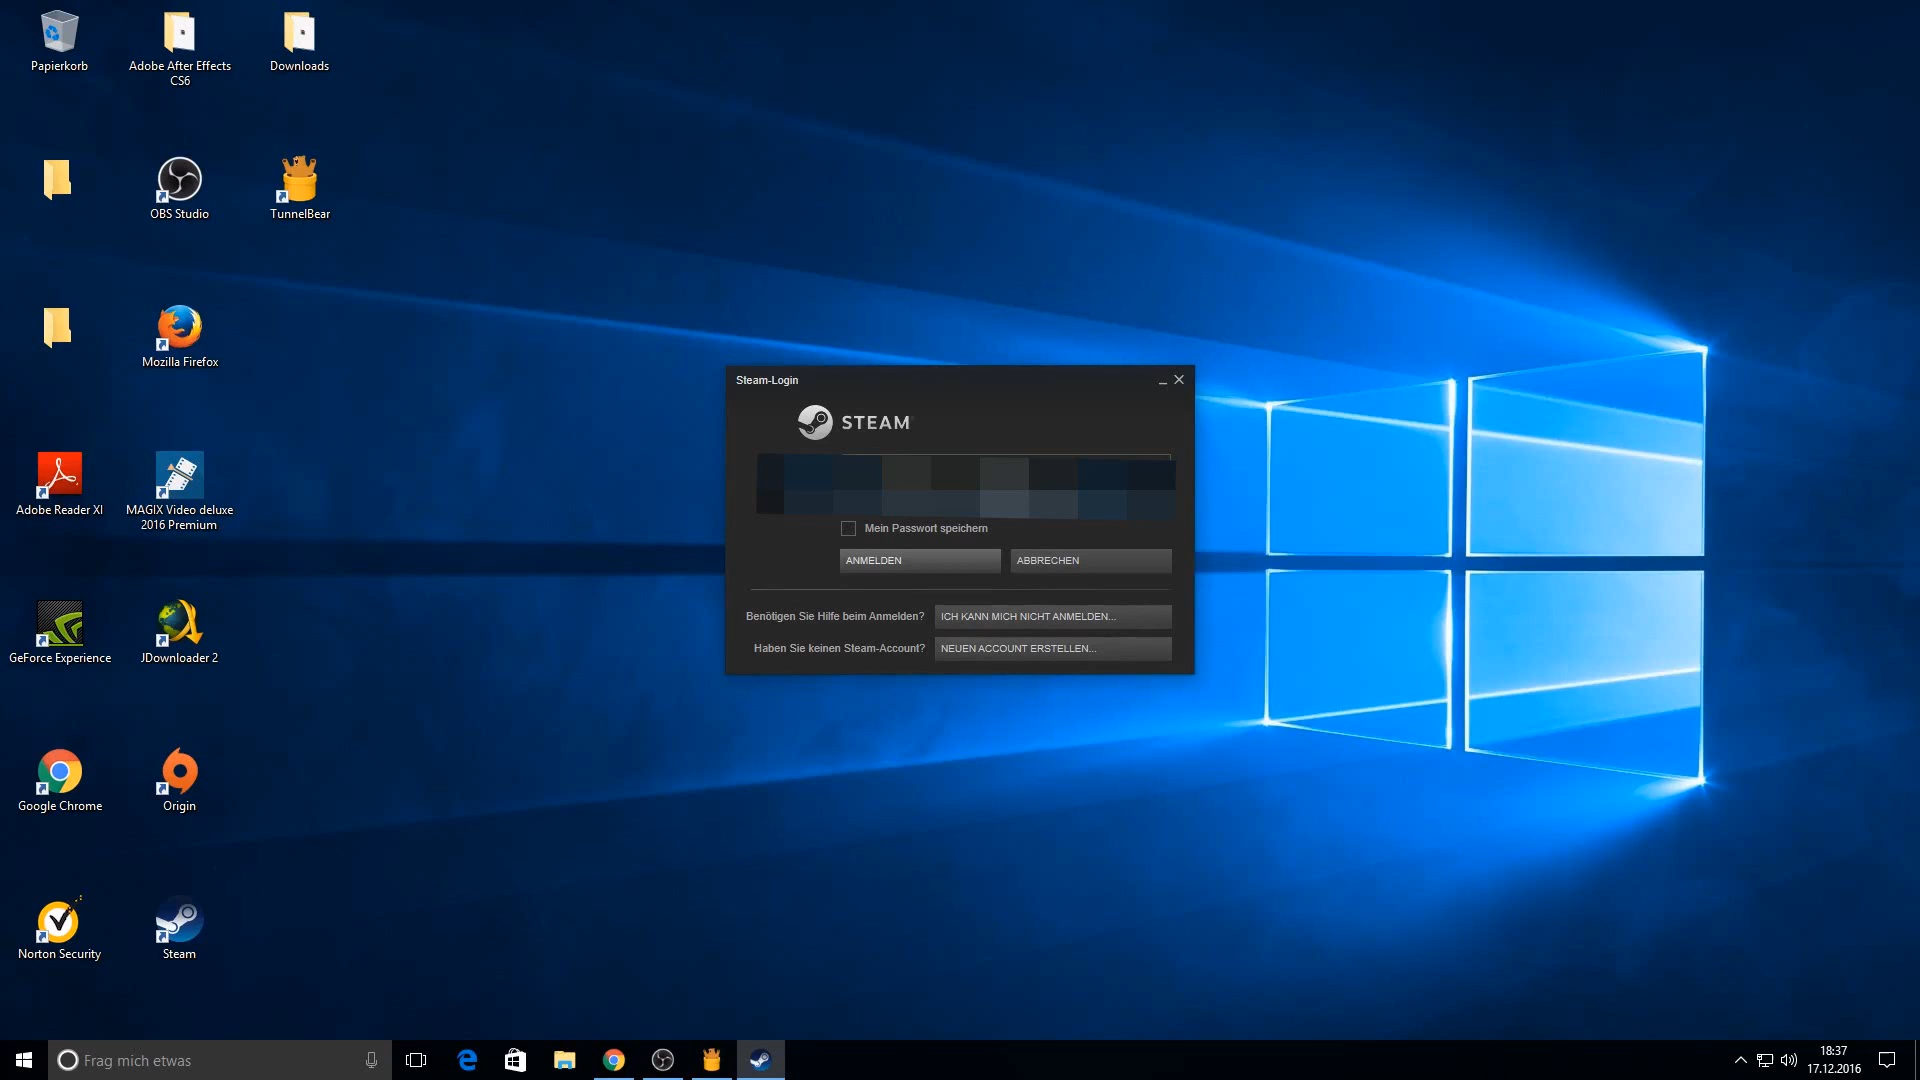 Papierkorb
Adobe After Effects
CS6
Downloads
OBS Studio
TunnelBear
Mozilla Firefox
Adobe Reader XI
MAGIX Video deluxe
2016 Premium
GeForce Experience
JDownloader 2
Google Chrome
Origin
Norton Security
Steam
Steam-Login
STEAM
Mein Passwort speichern
ANMELDEN
ABBRECHEN
Benötigen Sie Hilfe beim Anmelden?
ICH KANN MICH NICHT ANMELDEN...
Haben Sie keinen Steam-Account?
NEUEN ACCOUNT ERSTELLEN...
Frag mich etwas
18:37
17.12.2016